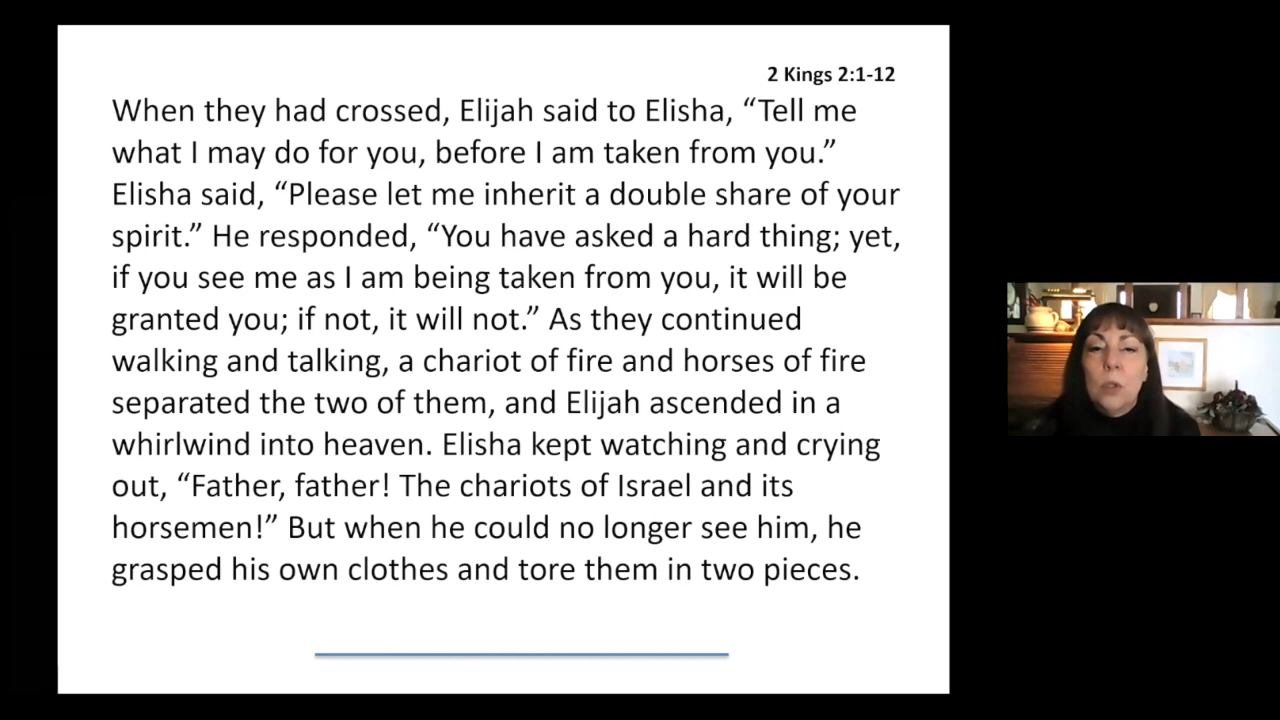 2 Kings 2:1-12
When they had crossed, Elijah said to Elisha, “Tell me
what I may do for you, before I am taken from you.”
Elisha said, “Please let me inherit a double share of your
spirit.” He responded, “You have asked a hard thing; yet,
if you see me as I am being taken from you, it will be
granted you; if not, it will not.” As they continued
walking and talking, a chariot of fire and horses of fire
separated the two of them, and Elijah ascended in a
whirlwind into heaven. Elisha kept watching and crying
out, “Father, father! The chariots of Israel and its
horsemen!” But when he could no longer see him, he
grasped his own clothes and tore them in two pieces.